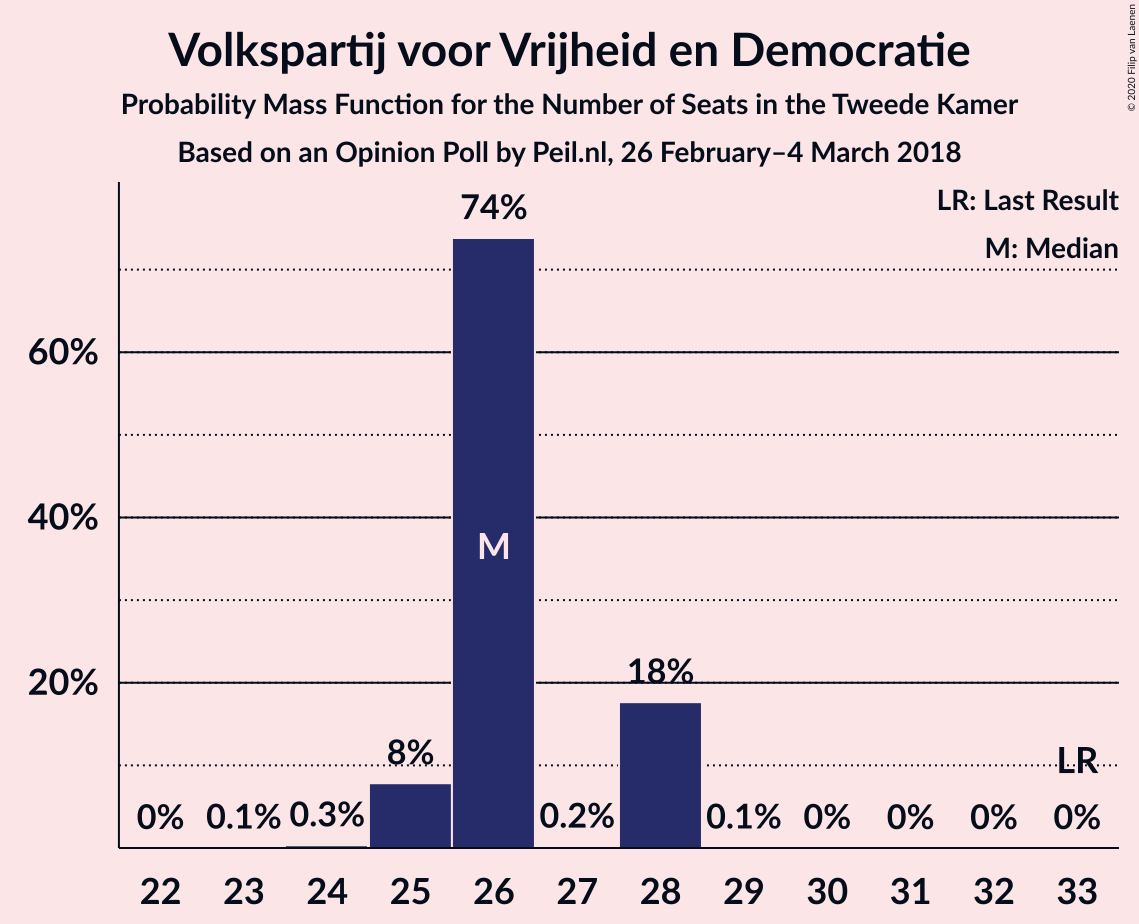 Volkspartij voor Vrijheid en Democratie
Probability Mass Function for the Number of Seats in the Tweede Kamer
Based on an Opinion Poll by Peil.nl, 26 February–4 March 2018
© 2020 Filip van Laenen
LR: Last Result
M: Median
74%
60%
40%
M
20%
18%
8%
LR
0% 0.1% 0.3% 0.2% 0.1% 0% 0% 0% 0%
22 23 24 25 26 27 28 29 30 31 32 33